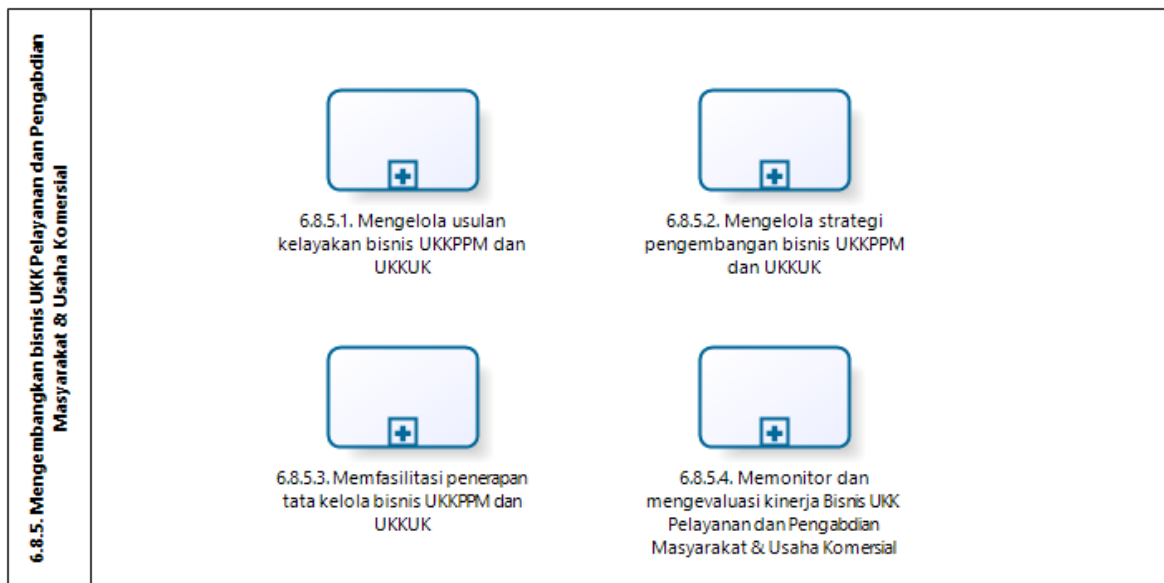 6.8.5. Mengembangkan bisnis UKK Pelayanan dan Pengabdian
Masyarakat & Usaha Komersial
6.8.5.1. Mengelola usulan
kelayakan bisnis UKKPPM dan
UKKUK
6.8.5.2. Mengelola strategi
pengembangan bisnis UKKPPM
dan UKKUK
6.8.5.3. Memfasilitasi penerapan
tata kelola bisnis UKKPPM dan
UKKUK
6.8.5.4. Memonitor dan
mengevaluasi kinerja Bisnis UKK
Pelayanan dan Pengabdian
Masyarakat & Usaha Komersial